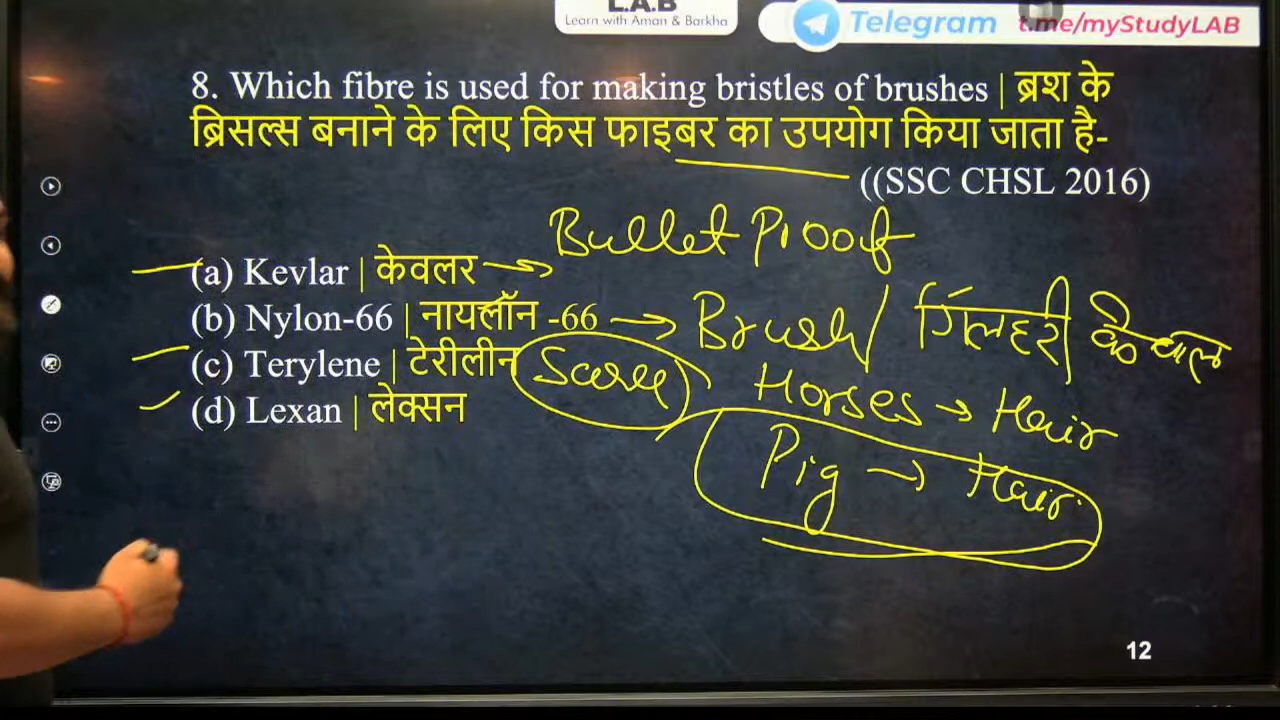 L.A.B
Learn with Aman & Barkha
Telegram t.me/myStudyLAB
8. Which fibre is used for making bristles of brushes | ब्रश के
ब्रिसल्स बनाने के लिए किस फाइबर का उपयोग किया जाता है-
((SSC CHSL 2016)
Bullet Proof
(a) Kevlar | केवलर
(b) Nylon-66 | नायलॉन -66 → Brush / गिलहरी के बाल
(c) Terylene | टेरीलीन
Horses → Hair
(d) Lexan | लेक्सन
Pig → Hair
12